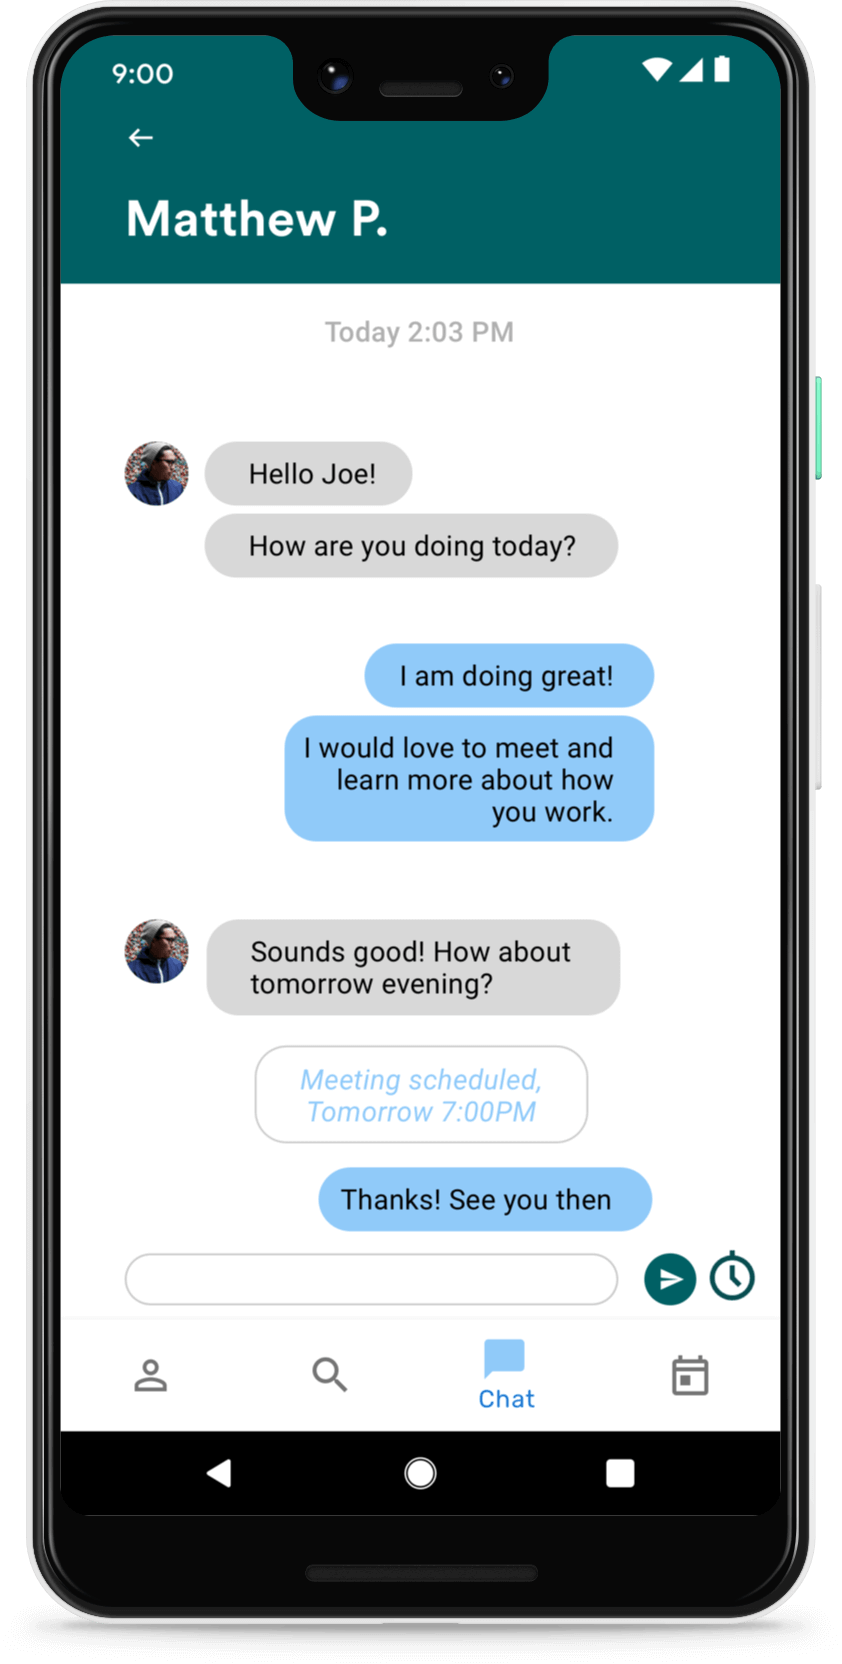 9:00
Matthew P.
Today 2:03 PM
Hello Joe!
How are you doing today?
I am doing great!
I would love to meet and
learn more about how
you work.
Sounds good! How about
tomorrow evening?
Meeting scheduled,
Tomorrow 7:00PM
Thanks! See you then
Chat